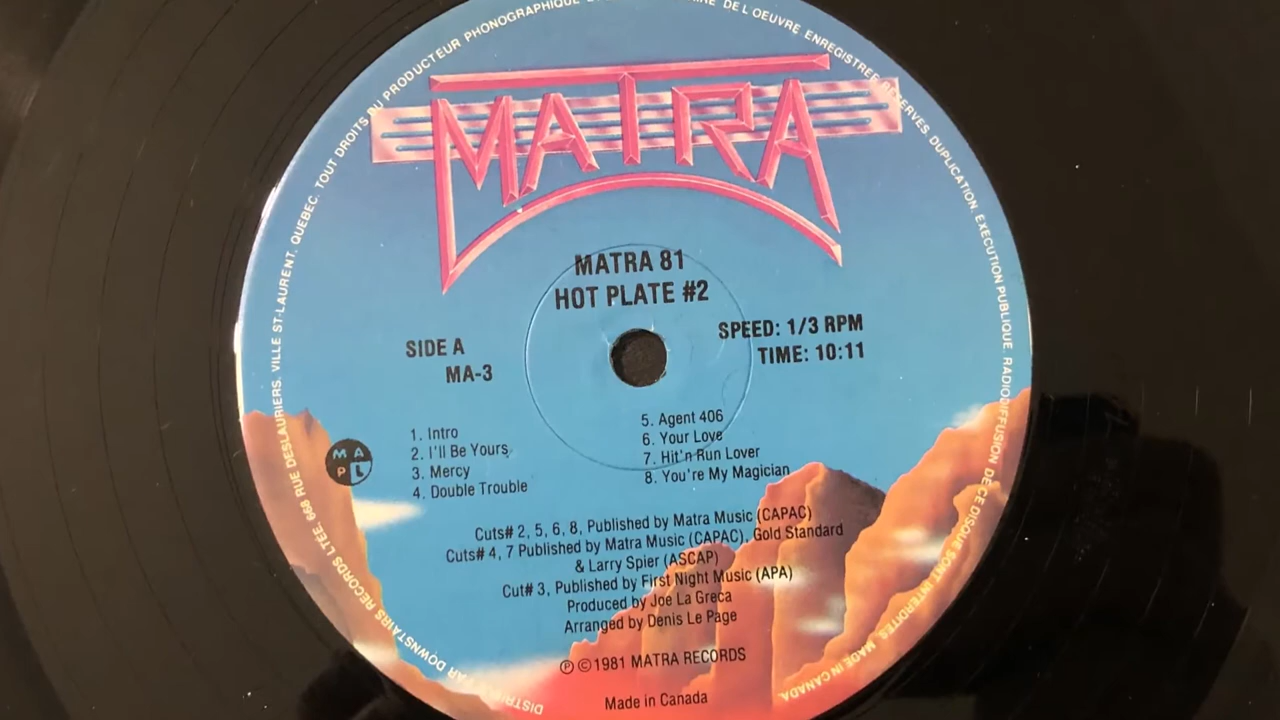 MATRA
MATRA 81
HOT PLATE #2
SIDE A
MA-3
SPEED: 1/3 RPM
TIME: 10:11
1. Intro
2. I'll Be Yours
3. Mercy
4. Double Trouble
5. Agent 406
6. Your Love
7. Hit'n Run Lover
8. You're My Magician
MAPL
Cuts# 2, 5, 6, 8, Published by Matra Music (CAPAC)
Cuts# 4, 7 Published by Matra Music (CAPAC), Gold Standard
& Larry Spier (ASCAP)
Cut# 3, Published by First Night Music (APA)
Produced by Joe La Greca
Arranged by Denis Le Page
℗©1981 MATRA RECORDS
Made in Canada
PAR DOWNSTAIRS RECORDS LTEE, 668 RUE DESLAURIERS, VILLE ST-LAURENT, QUEBEC. TOUT DROITS DU PRODUCTEUR PHONOGRAPHIQUE DE L'OEUVRE ENREGISTREE RESERVES. DUPLICATION, EXECUTION PUBLIQUE, RADIODIFFUSION DE CE DISQUE SONT INTERDITES. MADE IN CANADA.